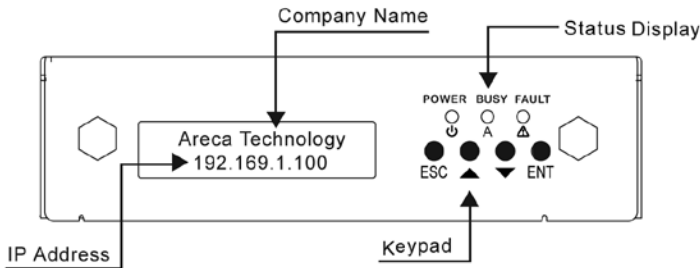 Company Name
Status Display
POWER BUSY FAULT
A
Areca Technology
192.169.1.100
ESC ENT
IP Address
Keypad